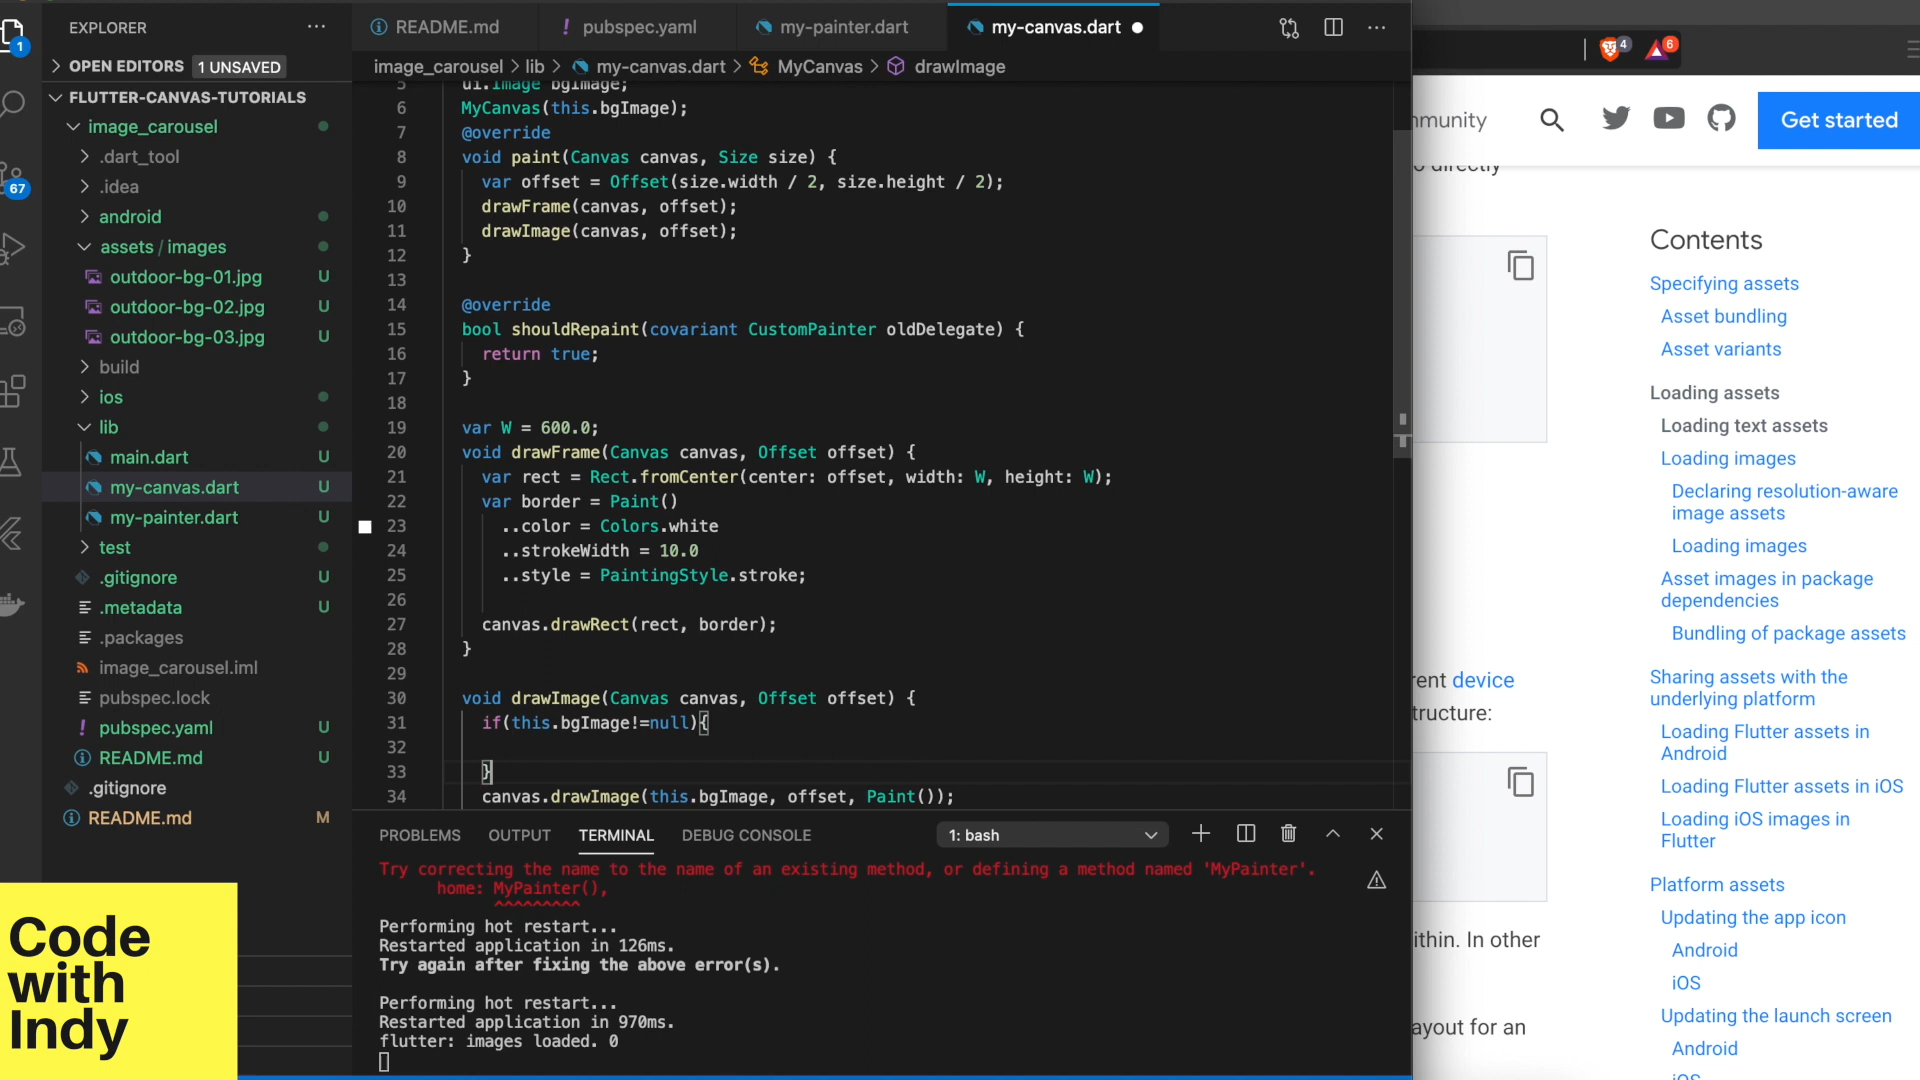 EXPLORER
OPEN EDITORS 1 UNSAVED
FLUTTER-CANVAS-TUTORIALS
image_carousel
.dart_tool
.idea
android
assets / images
outdoor-bg-01.jpg U
outdoor-bg-02.jpg U
outdoor-bg-03.jpg U
build
ios
lib
main.dart U
my-canvas.dart U
my-painter.dart U
test
.gitignore U
.metadata U
.packages
image_carousel.iml
pubspec.lock
pubspec.yaml U
README.md U
.gitignore
README.md M
1
67
Code
with
Indy
README.md
pubspec.yaml
my-painter.dart
my-canvas.dart
image_carousel > lib > my-canvas.dart > MyCanvas > drawImage
5 ui.Image bgImage;
6 MyCanvas(this.bgImage);
7 @override
8 void paint(Canvas canvas, Size size) {
9 var offset = Offset(size.width / 2, size.height / 2);
10 drawFrame(canvas, offset);
11 drawImage(canvas, offset);
12 }
13
14 @override
15 bool shouldRepaint(covariant CustomPainter oldDelegate) {
16 return true;
17 }
18
19 var W = 600.0;
20 void drawFrame(Canvas canvas, Offset offset) {
21 var rect = Rect.fromCenter(center: offset, width: W, height: W);
22 var border = Paint()
23 ..color = Colors.white
24 ..strokeWidth = 10.0
25 ..style = PaintingStyle.stroke;
26
27 canvas.drawRect(rect, border);
28 }
29
30 void drawImage(Canvas canvas, Offset offset) {
31 if(this.bgImage!=null){
32
33 }
34 canvas.drawImage(this.bgImage, offset, Paint());
PROBLEMS OUTPUT TERMINAL DEBUG CONSOLE 1: bash
Try correcting the name to the name of an existing method, or defining a method named 'MyPainter'.
home: MyPainter(),
^^^^^^^^^
Performing hot restart...
Restarted application in 126ms.
Try again after fixing the above error(s).
Performing hot restart...
Restarted application in 970ms.
flutter: images loaded. 0
4 6
mmunity
Get started
directly
rent device
tructure:
ithin. In other
ayout for an
Contents
Specifying assets
Asset bundling
Asset variants
Loading assets
Loading text assets
Loading images
Declaring resolution-aware
image assets
Loading images
Asset images in package
dependencies
Bundling of package assets
Sharing assets with the
underlying platform
Loading Flutter assets in
Android
Loading Flutter assets in iOS
Loading iOS images in
Flutter
Platform assets
Updating the app icon
Android
iOS
Updating the launch screen
Android
iOS